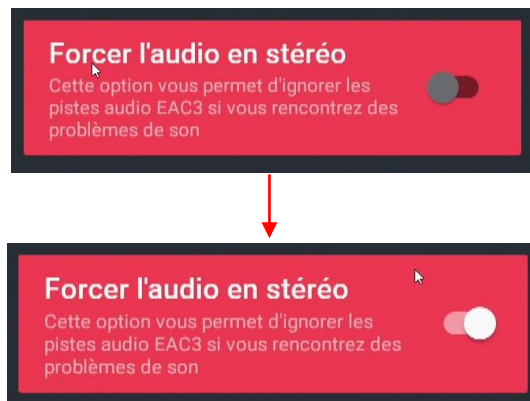 Forcer l'audio en stéréo
Cette option vous permet d'ignorer les
pistes audio EAC3 si vous rencontrez des
problèmes de son
Forcer l'audio en stéréo
Cette option vous permet d'ignorer les
pistes audio EAC3 si vous rencontrez des
problèmes de son